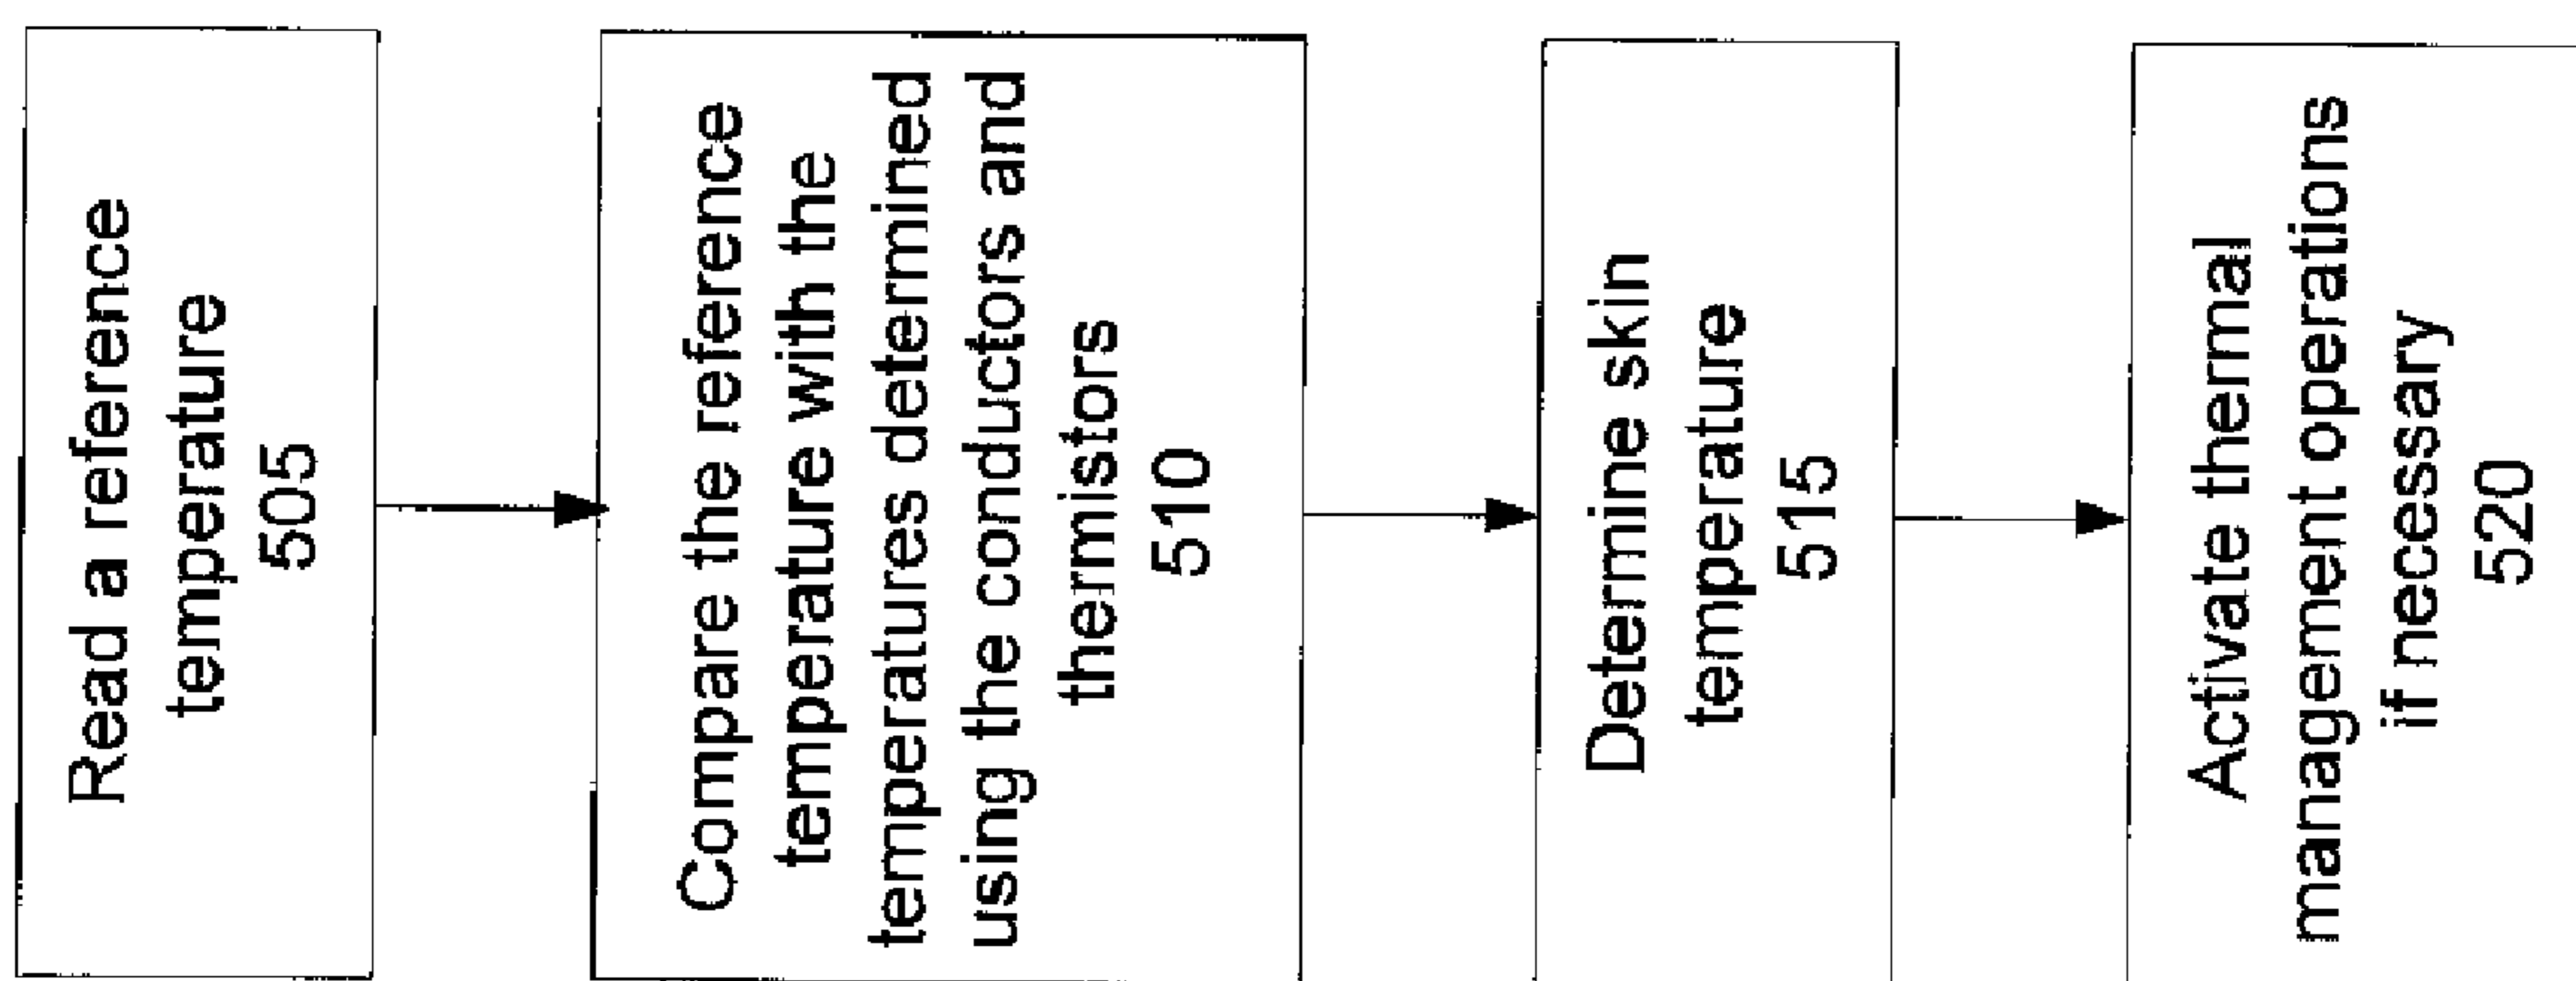 Read a reference
temperature
505
Compare the reference
temperature with the
temperatures determined
using the conductors and
thermistors
510
Determine skin
temperature
515
Activate thermal
management operations
if necessary
520